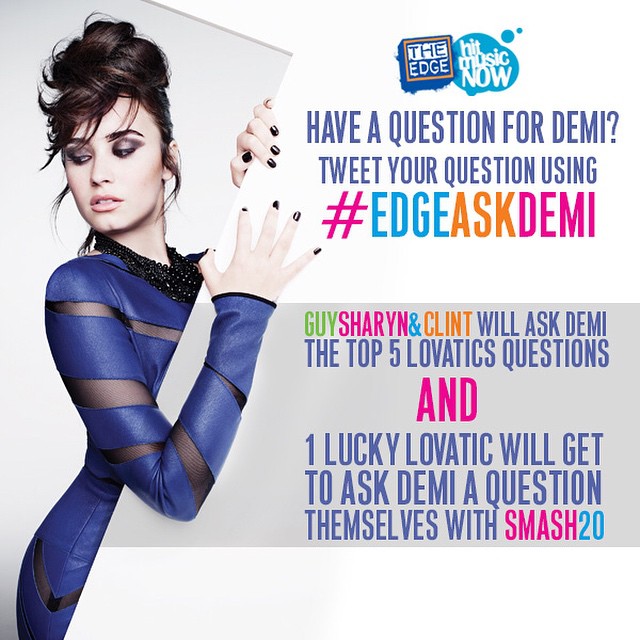 THE EDGE
hit music NOW
HAVE A QUESTION FOR DEMI?
TWEET YOUR QUESTION USING
#EDGEASKDEMI
GUYSHARYN&CLINT WILL ASK DEMI
THE TOP 5 LOVATICS QUESTIONS
AND
1 LUCKY LOVATIC WILL GET
TO ASK DEMI A QUESTION
THEMSELVES WITH SMASH20